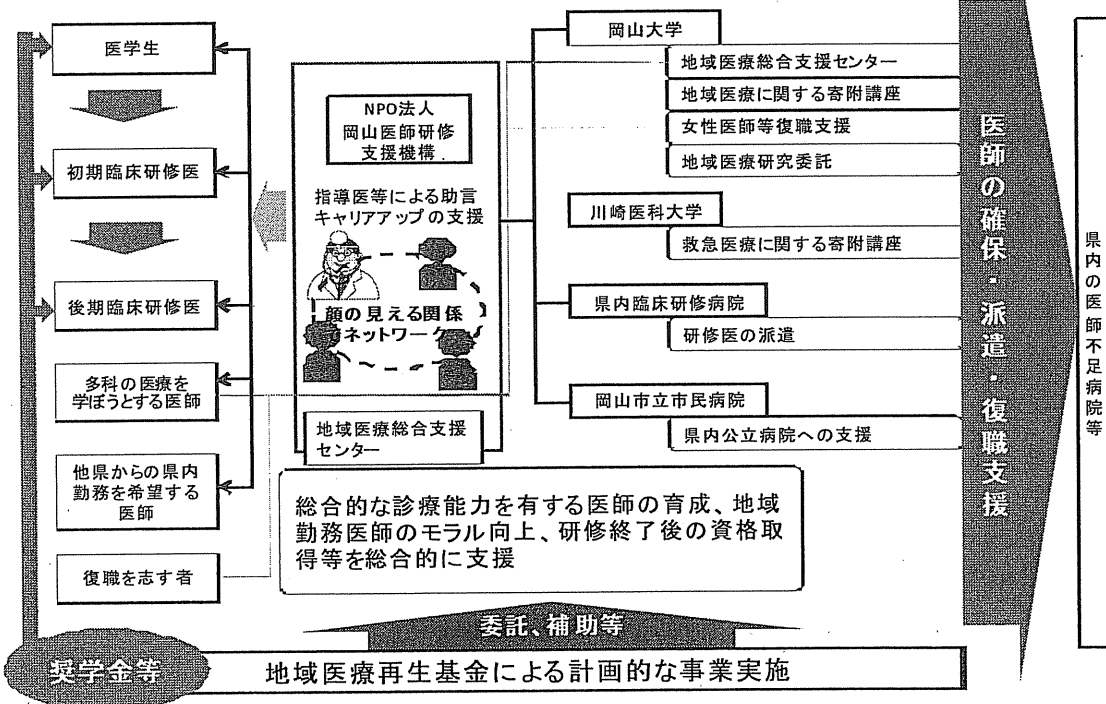 医学生
初期臨床研修医
後期臨床研修医
多科の医療を
学ぼうとする医師
他県からの県内
勤務を希望する
医師
復職を志す者
NPO法人
岡山医師研修
支援機構
指導医等による助言
キャリアアップの支援
顔の見える関係
ネットワーク
地域医療総合支援
センター
岡山大学
地域医療総合支援センター
地域医療に関する寄附講座
女性医師等復職支援
地域医療研究委託
川崎医科大学
救急医療に関する寄附講座
県内臨床研修病院
研修医の派遣
岡山市立市民病院
県内公立病院への支援
医師の確保・派遣・復職支援
県内の医師不足病院等
総合的な診療能力を有する医師の育成、地域
勤務医師のモラル向上、研修終了後の資格取
得等を総合的に支援
委託、補助等
奨学金等
地域医療再生基金による計画的な事業実施